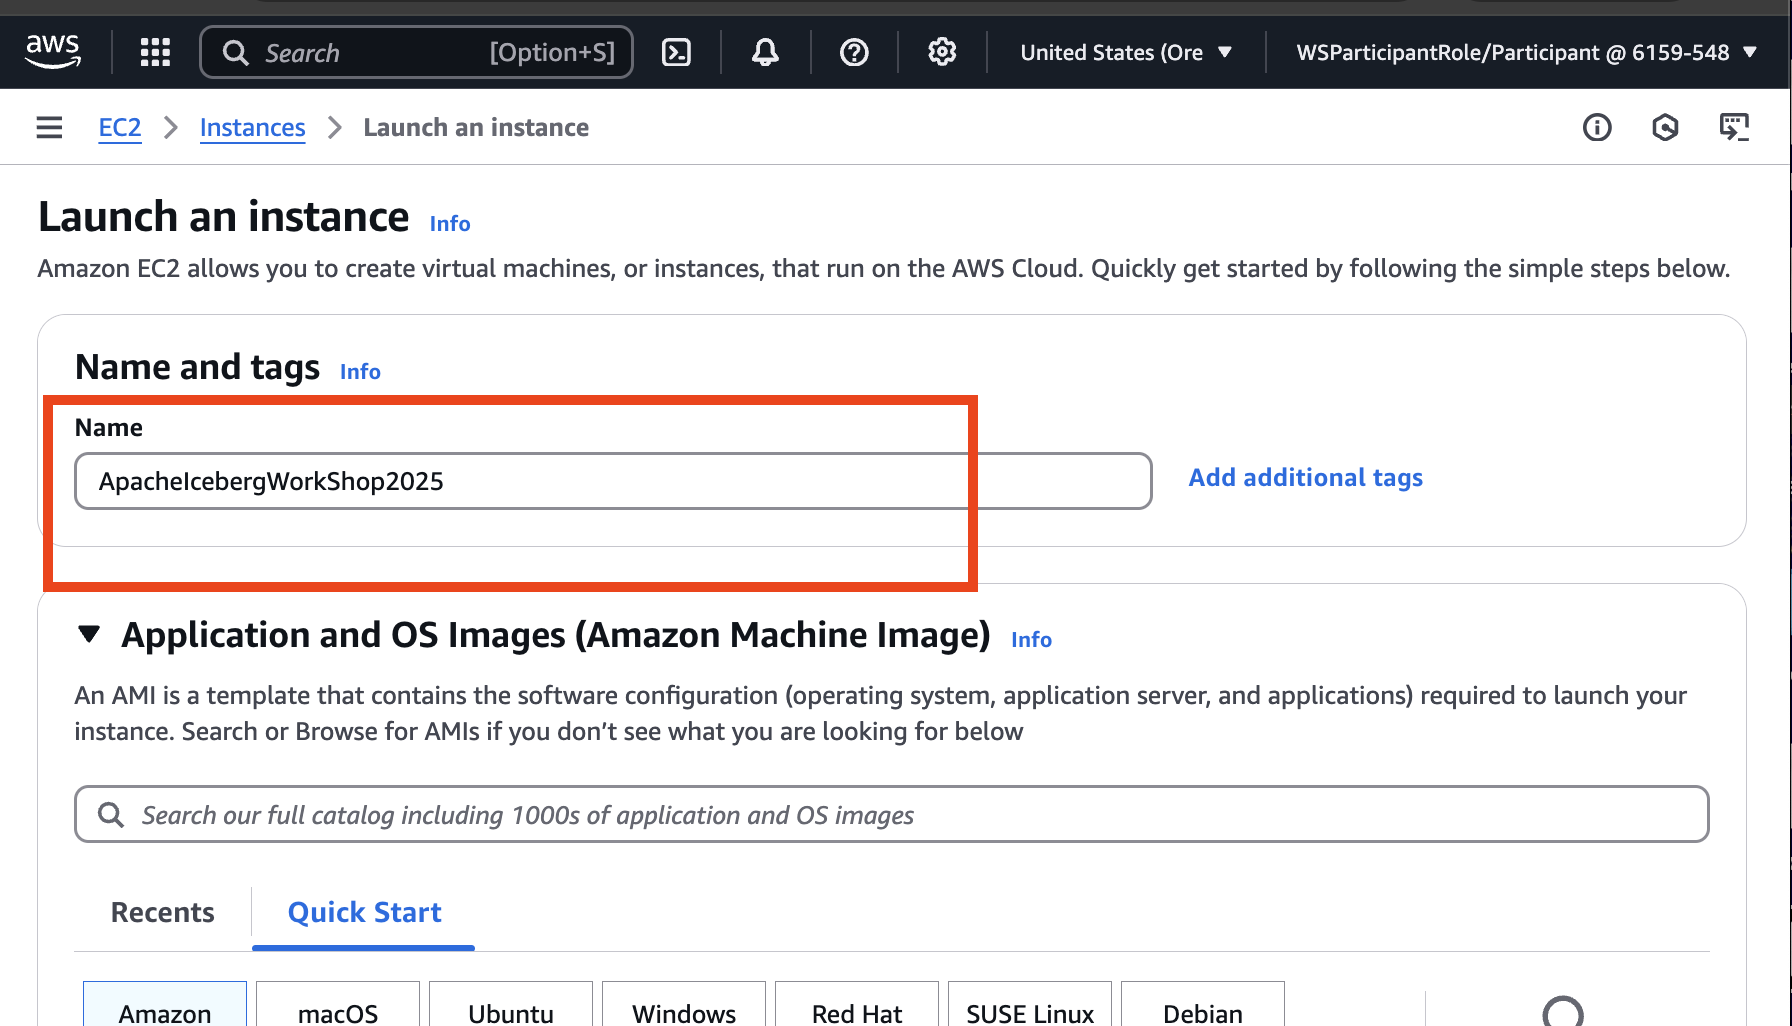 aws Search [Option+S] United States (Ore WSParticipantRole/Participant @ 6159-548
EC2 Instances Launch an instance
Launch an instance Info
Amazon EC2 allows you to create virtual machines, or instances, that run on the AWS Cloud. Quickly get started by following the simple steps below.
Name and tags Info
Name
ApacheIcebergWorkShop2025
Add additional tags
Application and OS Images (Amazon Machine Image) Info
An AMI is a template that contains the software configuration (operating system, application server, and applications) required to launch your
instance. Search or Browse for AMIs if you don’t see what you are looking for below
Search our full catalog including 1000s of application and OS images
Recents Quick Start
Amazon macOS Ubuntu Windows Red Hat SUSE Linux Debian